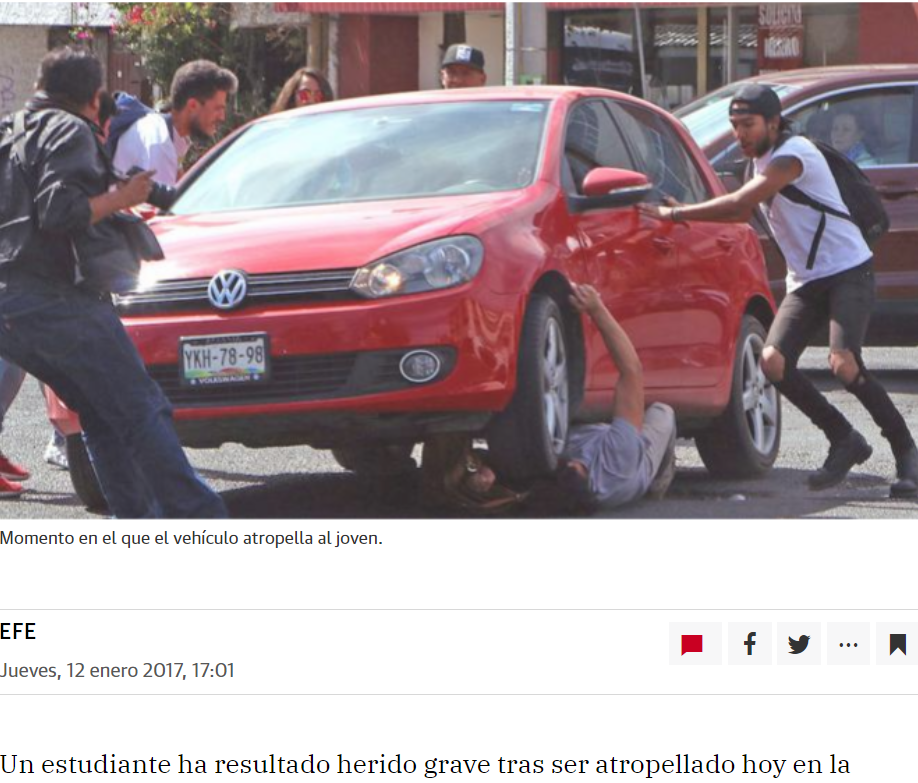 SOLICITO
YKH-78-98
VOLKSWAGEN
Momento en el que el vehículo atropella al joven.
EFE
Jueves, 12 enero 2017, 17:01
Un estudiante ha resultado herido grave tras ser atropellado hoy en la